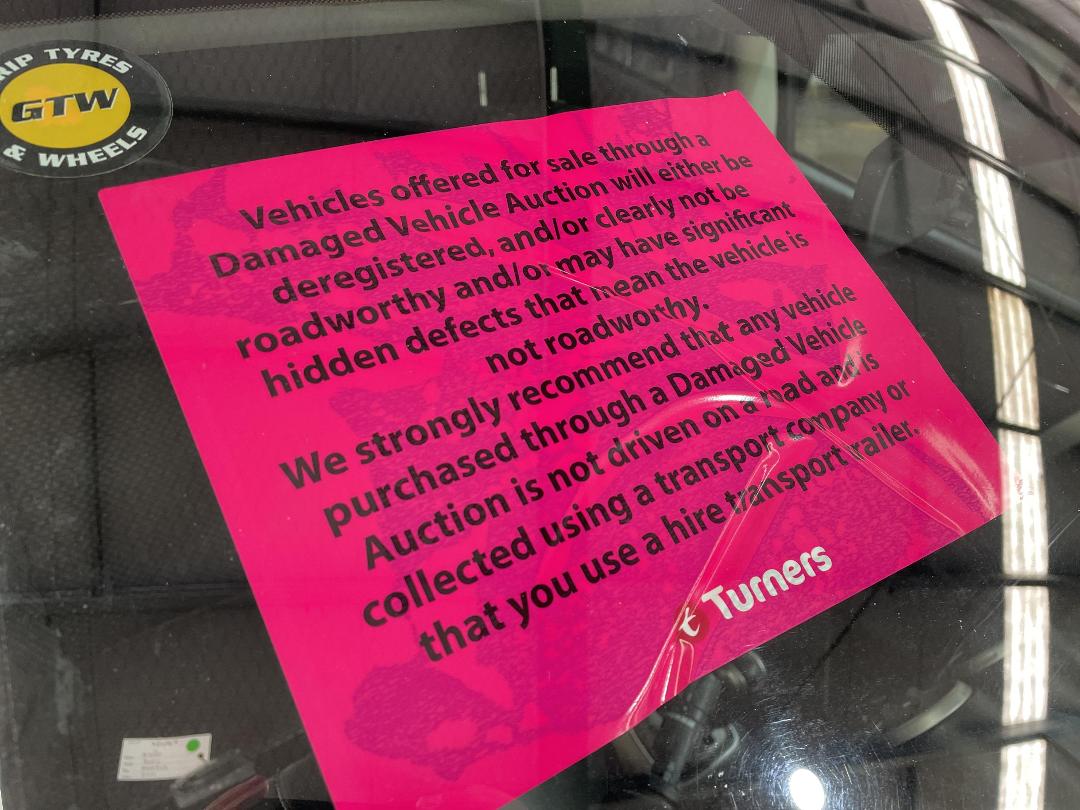 RIP TYRES
GTW
& WHEELS
Vehicles offered for sale through a
Damaged Vehicle Auction will either be
deregistered, and/or clearly not be
roadworthy and/or may have significant
hidden defects that mean the vehicle is
not roadworthy.
We strongly recommend that any vehicle
purchased through a Damaged Vehicle
Auction is not driven on a road and is
collected using a transport company or
that you use a hire transport trailer.
t Turners